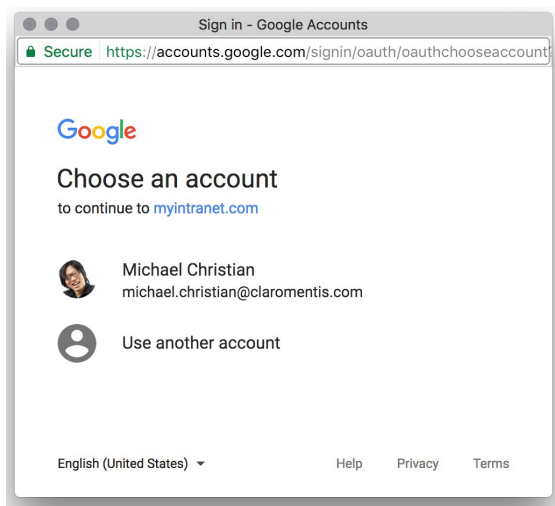 Sign in - Google Accounts
Secure https://accounts.google.com/signin/oauth/oauthchooseaccount?
Google
Choose an account
to continue to myintranet.com
Michael Christian
michael.christian@claromentis.com
Use another account
English (United States) Help Privacy Terms